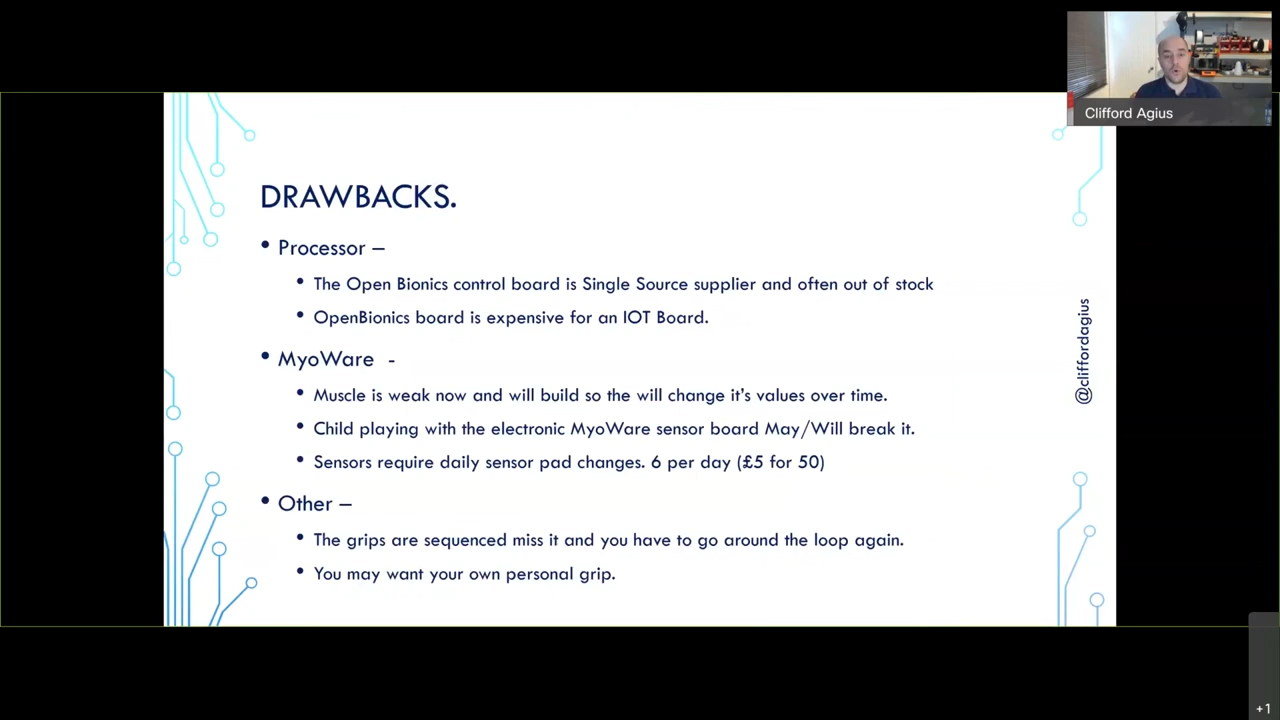 Clifford Agius
DRAWBACKS.
• Processor –
• The Open Bionics control board is Single Source supplier and often out of stock
• OpenBionics board is expensive for an IOT Board.
• MyoWare -
• Muscle is weak now and will build so the will change it's values over time.
• Child playing with the electronic MyoWare sensor board May/Will break it.
• Sensors require daily sensor pad changes. 6 per day (£5 for 50)
• Other –
• The grips are sequenced miss it and you have to go around the loop again.
• You may want your own personal grip.
@cliffordagius
+1